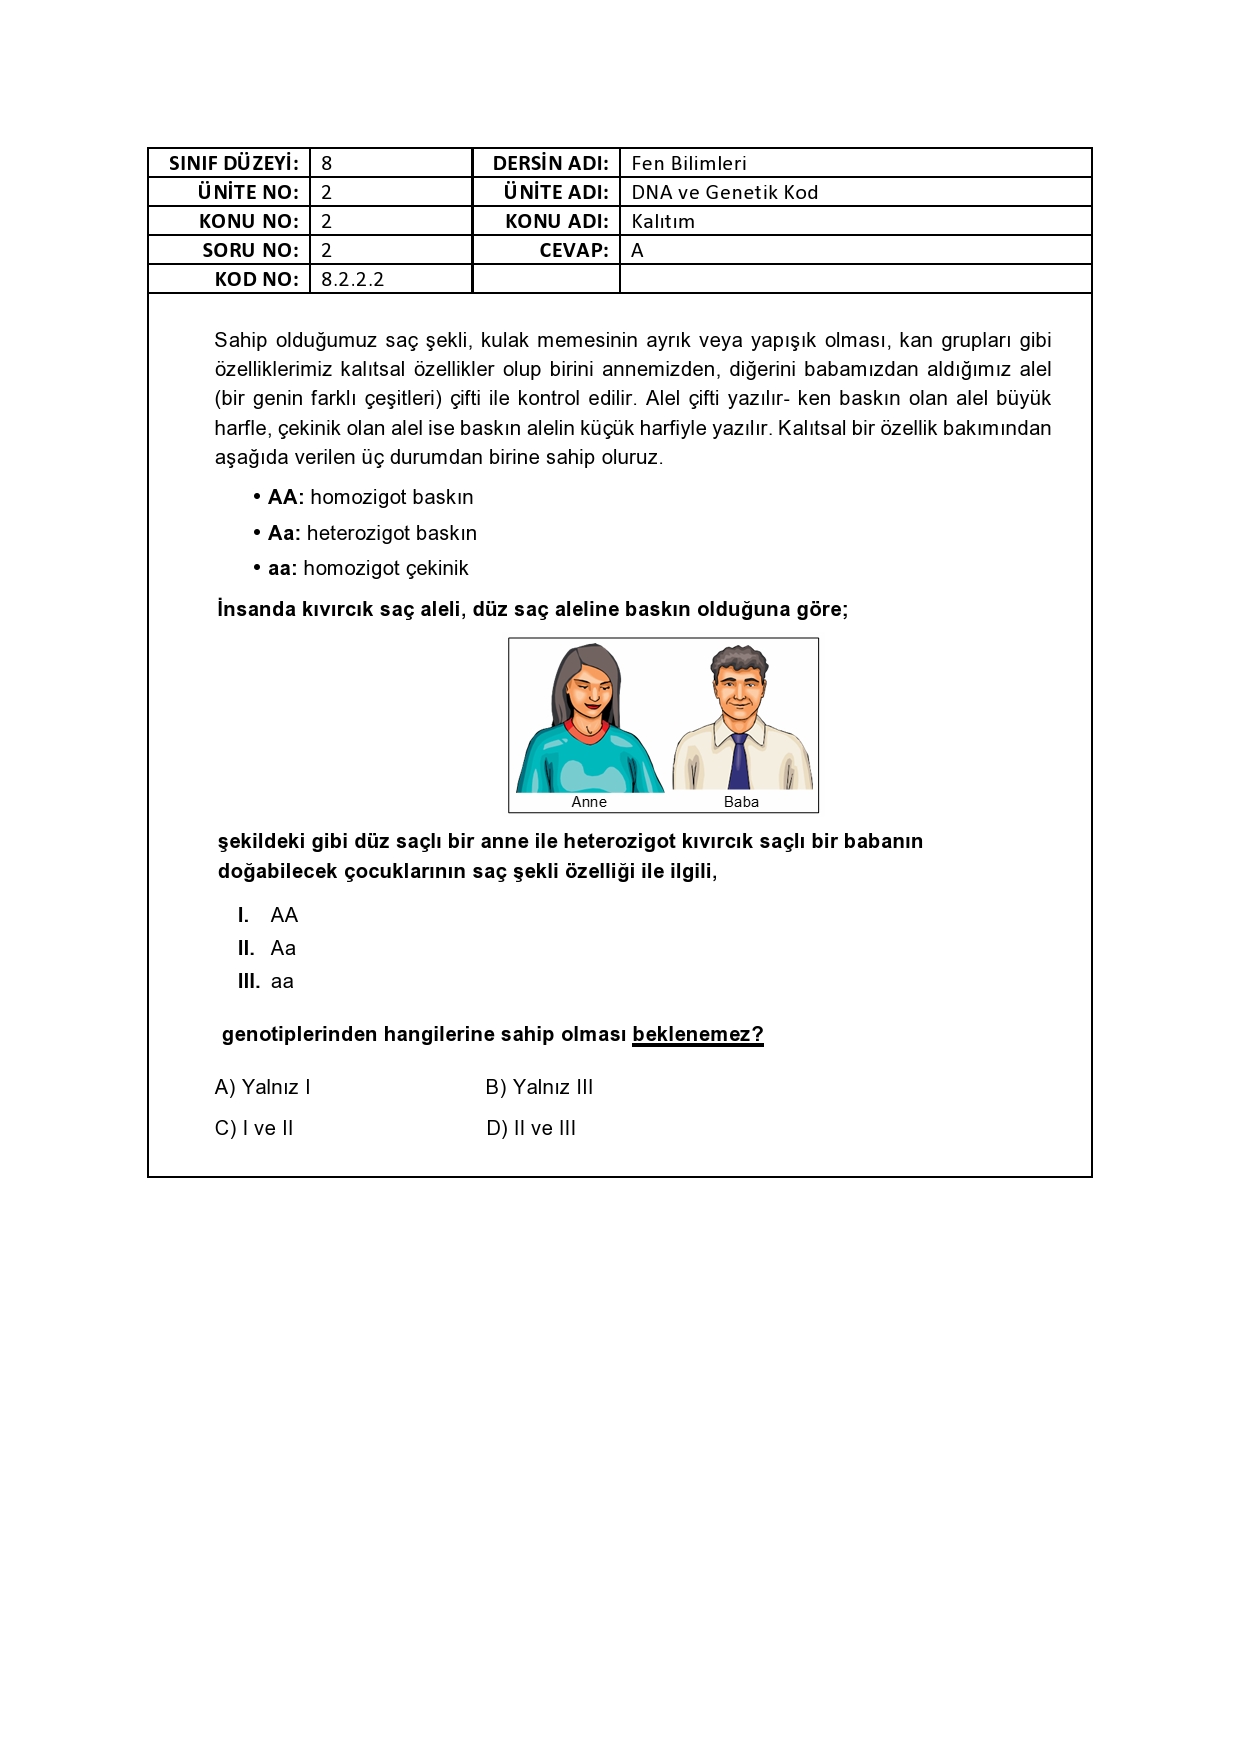 SINIF DÜZEYİ: 8 DERSİN ADI: Fen Bilimleri
ÜNİTE NO: 2 ÜNİTE ADI: DNA ve Genetik Kod
KONU NO: 2 KONU ADI: Kalıtım
SORU NO: 2 CEVAP: A
KOD NO: 8.2.2.2
Sahip olduğumuz saç şekli, kulak memesinin ayrık veya yapışık olması, kan grupları gibi
özelliklerimiz kalıtsal özellikler olup birini annemizden, diğerini babamızdan aldığımız alel
(bir genin farklı çeşitleri) çifti ile kontrol edilir. Alel çifti yazılır- ken baskın olan alel büyük
harfle, çekinik olan alel ise baskın alelin küçük harfiyle yazılır. Kalıtsal bir özellik bakımından
aşağıda verilen üç durumdan birine sahip oluruz.
• AA: homozigot baskın
• Aa: heterozigot baskın
• aa: homozigot çekinik
İnsanda kıvırcık saç aleli, düz saç aleline baskın olduğuna göre;
Anne Baba
şekildeki gibi düz saçlı bir anne ile heterozigot kıvırcık saçlı bir babanın
doğabilecek çocuklarının saç şekli özelliği ile ilgili,
I. AA
II. Aa
III. aa
genotiplerinden hangilerine sahip olması beklenemez?
A) Yalnız I B) Yalnız III
C) I ve II D) II ve III